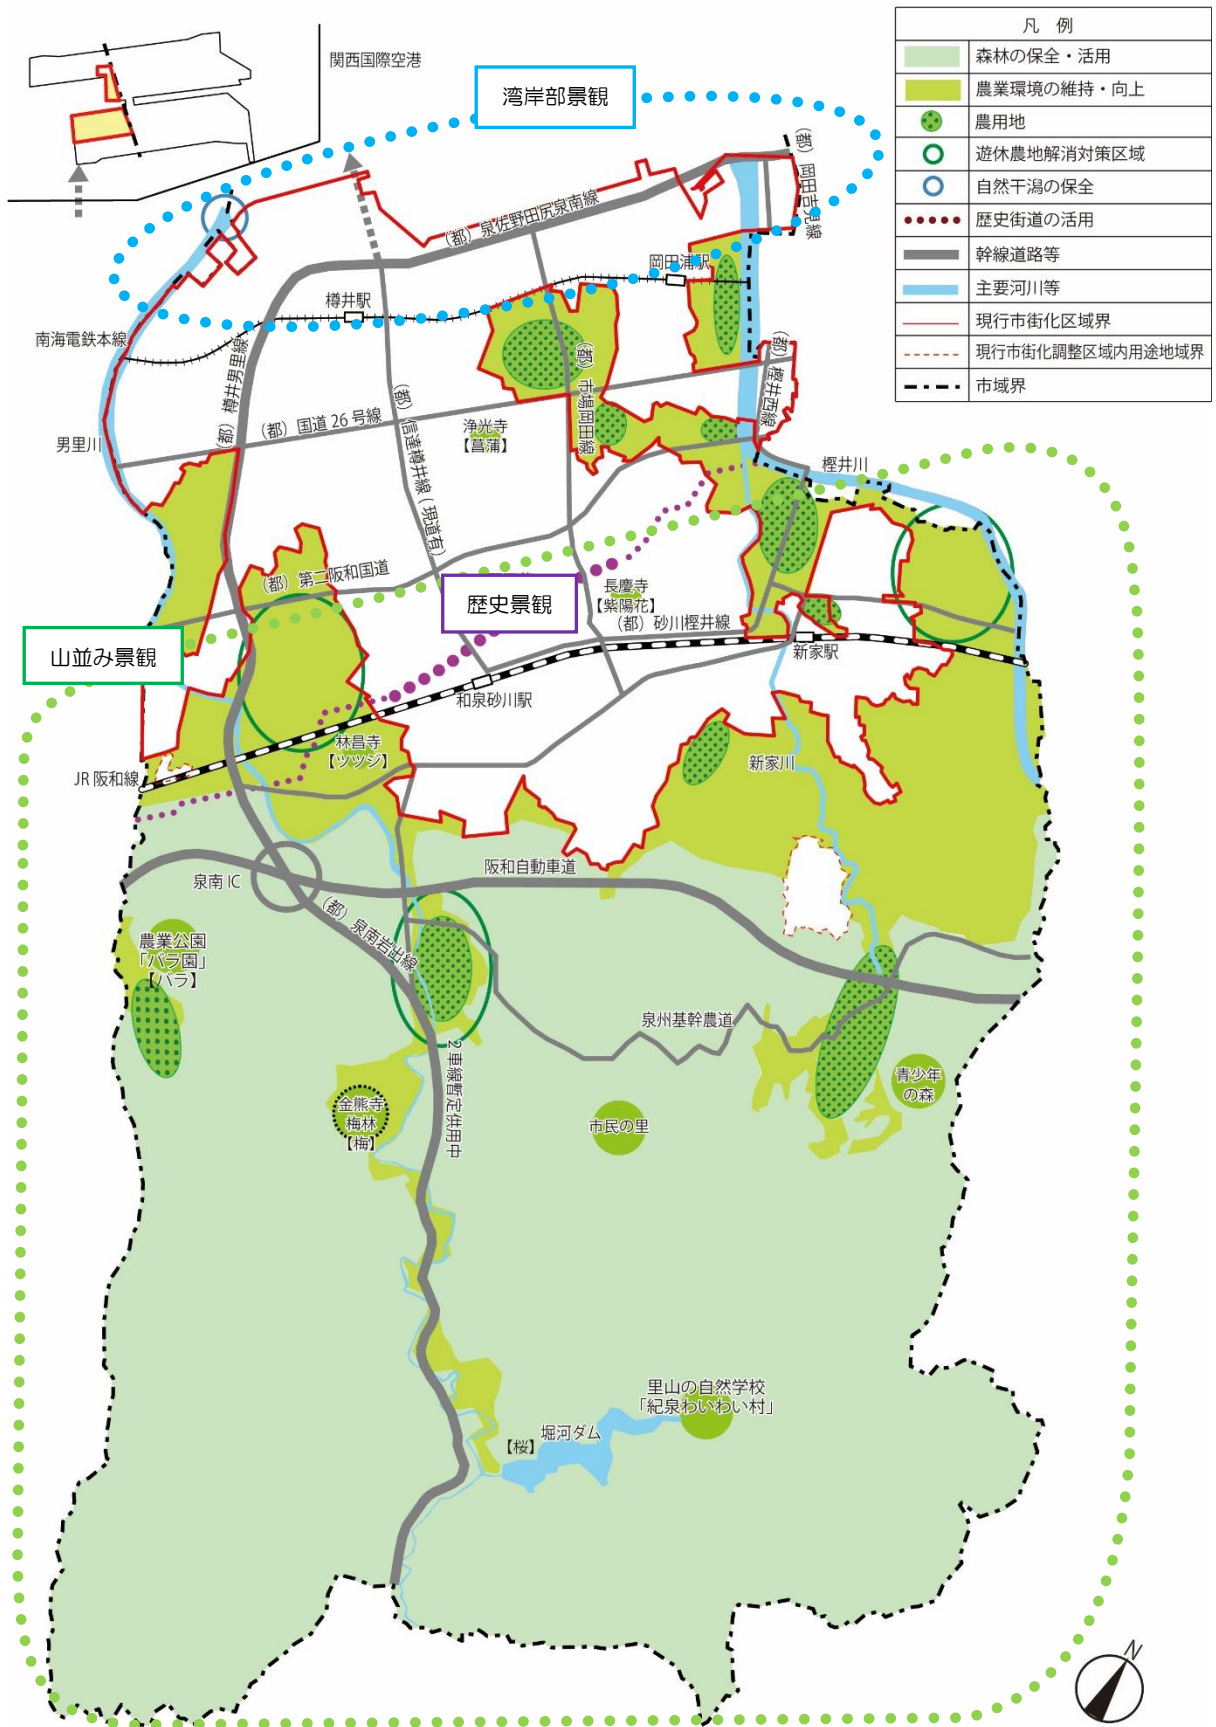 関西国際空港
湾岸部景観
凡 例
森林の保全・活用
農業環境の維持・向上
農用地
遊休農地解消対策区域
自然干潟の保全
歴史街道の活用
幹線道路等
主要河川等
現行市街化区域界
現行市街化調整区域内用途地域界
市域界
(都) 岡田吉見線
(都) 泉佐野田尻泉南線
岡田浦駅
樽井駅
南海電鉄本線
(都) 樽井男里線
(都) 国道 26 号線
(都) 信達樽井線 (現道有)
(都) 市場岡田線
(都) 樫井西線
浄光寺
【菖蒲】
男里川
樫井川
(都) 第二阪和国道
歴史景観
長慶寺
【紫陽花】
(都) 砂川樫井線
山並み景観
新家駅
和泉砂川駅
林昌寺
【ツツジ】
JR 阪和線
新家川
阪和自動車道
泉南 IC
(都) 泉南岩出線
農業公園
「バラ園」
【バラ】
泉州基幹農道
2車線暫定供用中
青少年
の森
金熊寺
梅林
【梅】
市民の里
里山の自然学校
「紀泉わいわい村」
堀河ダム
【桜】
N